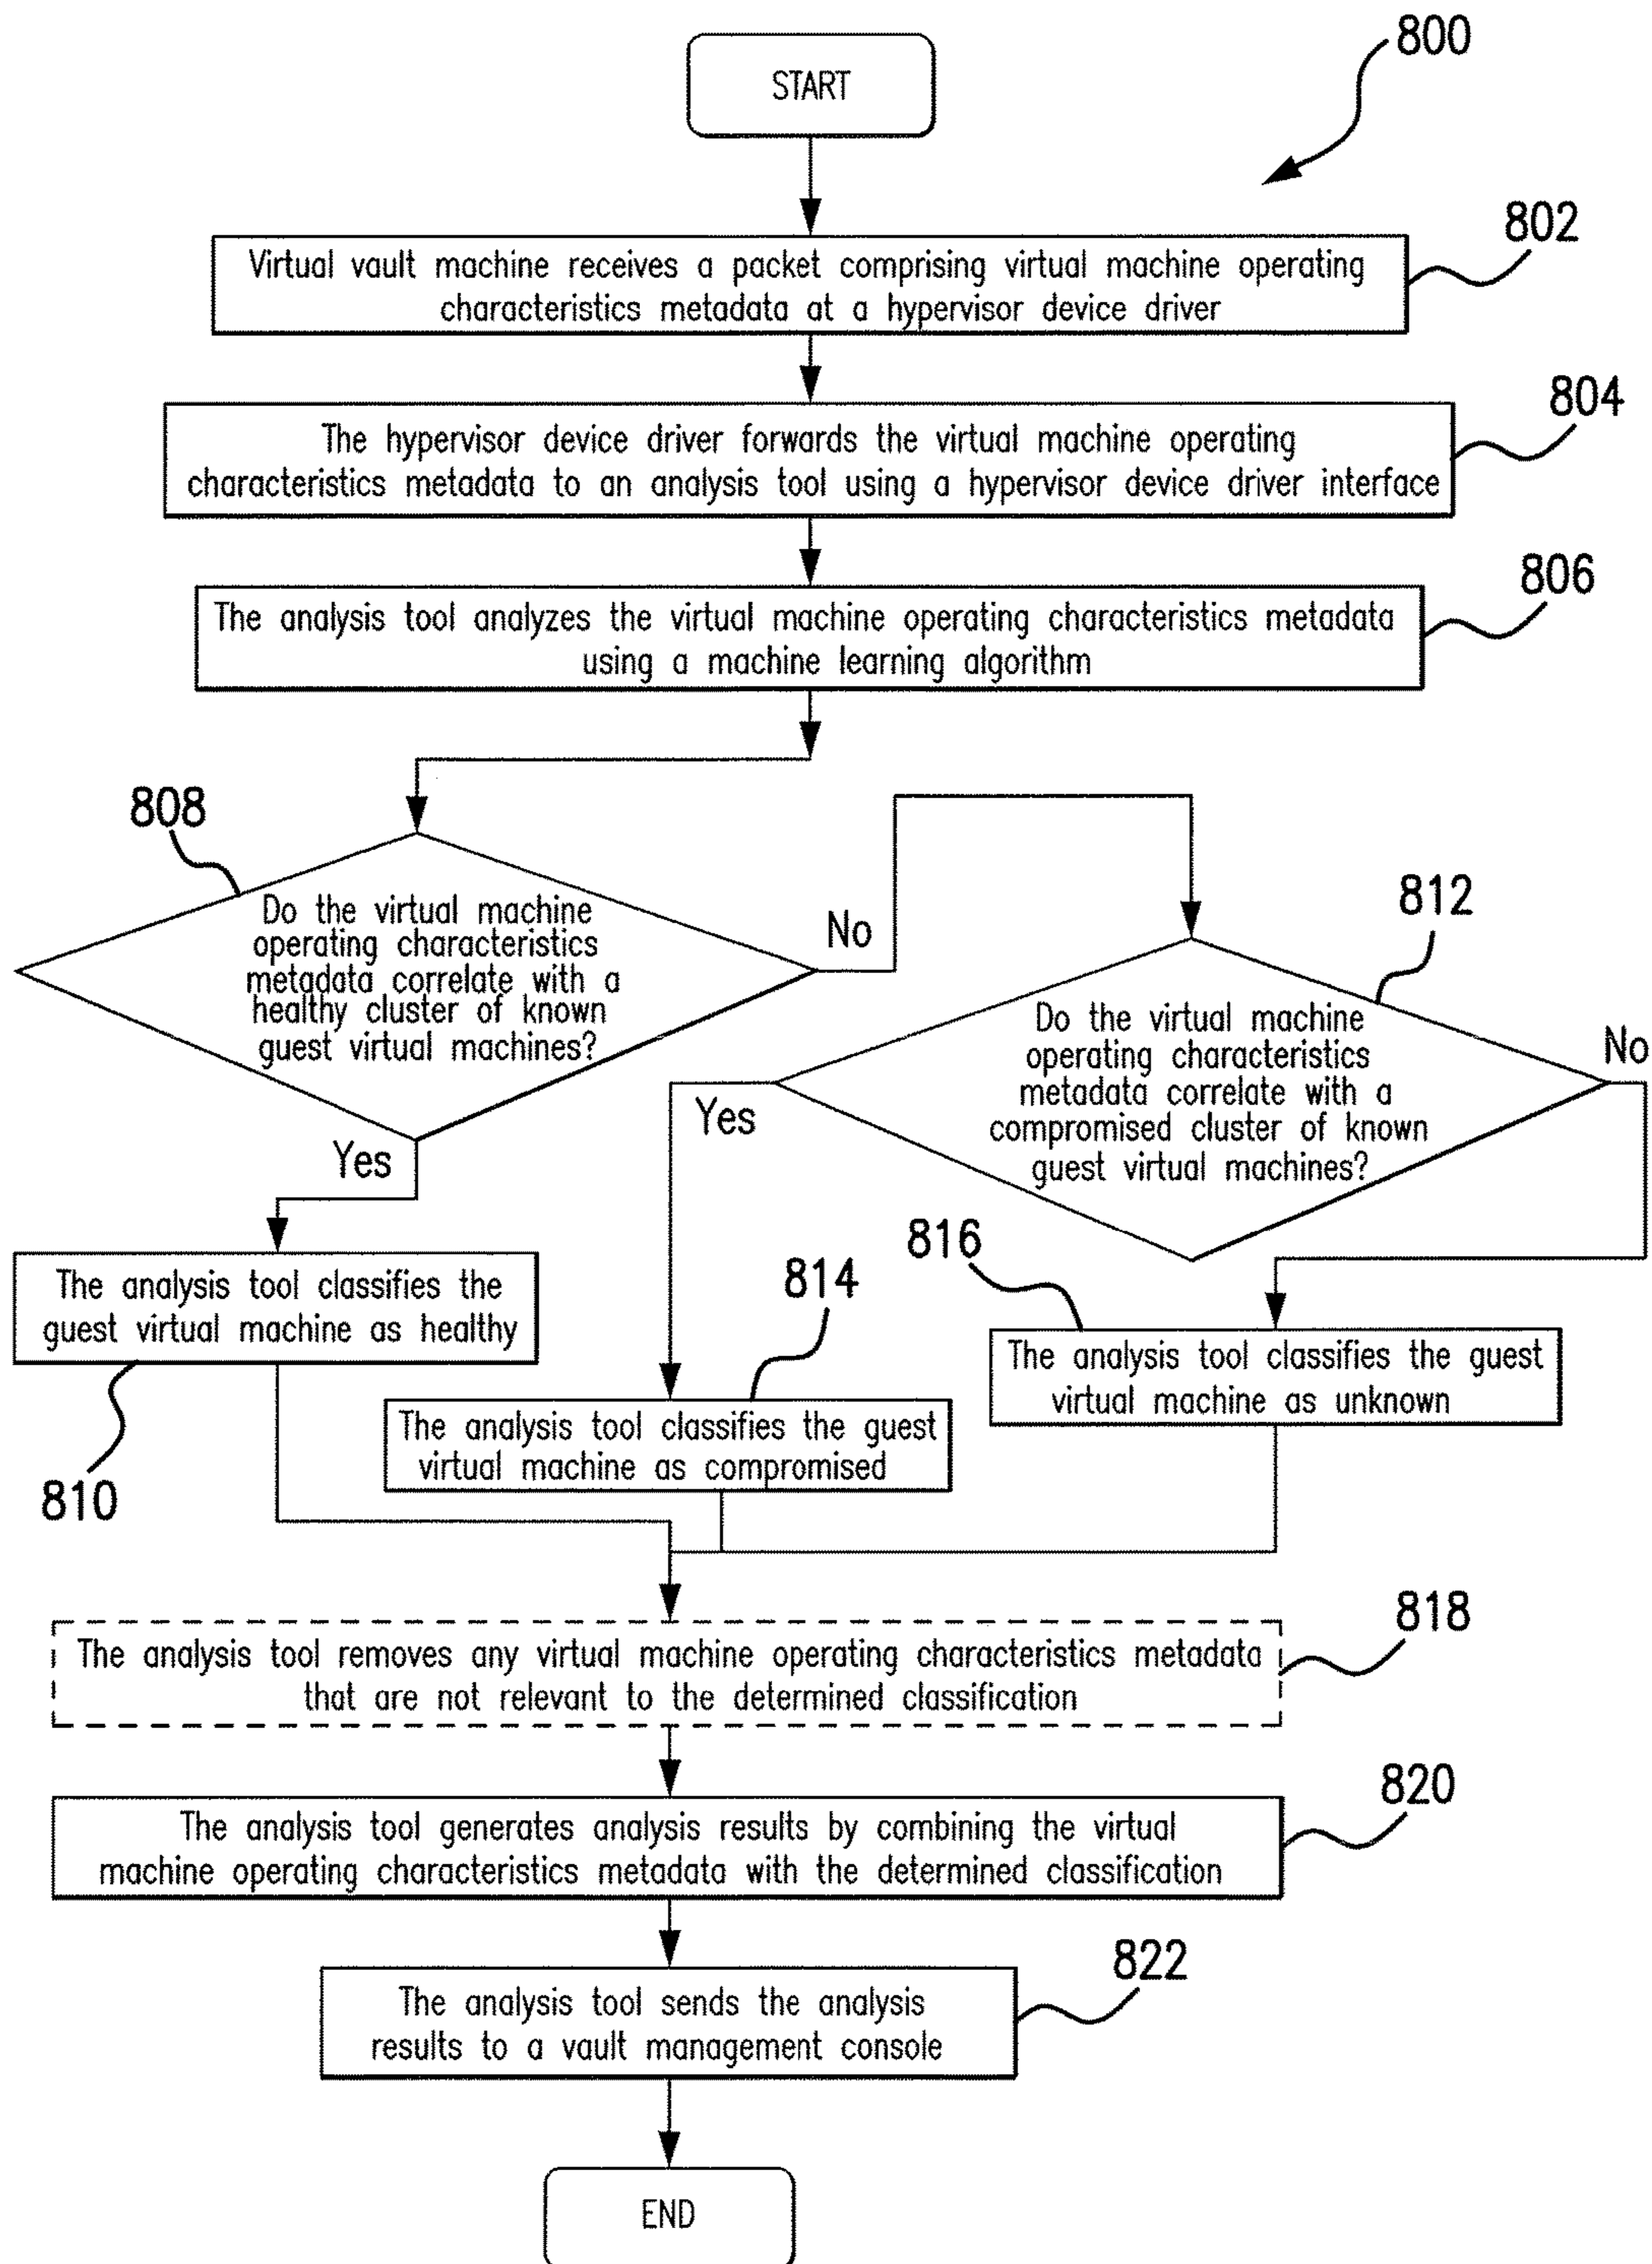 800
START
802
Virtual vault machine receives a packet comprising virtual machine operating
characteristics metadata at a hypervisor device driver
804
The hypervisor device driver forwards the virtual machine operating
characteristics metadata to an analysis tool using a hypervisor device driver interface
806
The analysis tool analyzes the virtual machine operating characteristics metadata
using a machine learning algorithm
808
Do the virtual machine
operating characteristics
metadata correlate with a
healthy cluster of known
guest virtual machines?
No
Yes
812
Do the virtual machine
operating characteristics
metadata correlate with a
compromised cluster of known
guest virtual machines?
No
Yes
The analysis tool classifies the
guest virtual machine as healthy
810
814
The analysis tool classifies the guest
virtual machine as compromised
816
The analysis tool classifies the guest
virtual machine as unknown
818
The analysis tool removes any virtual machine operating characteristics metadata
that are not relevant to the determined classification
820
The analysis tool generates analysis results by combining the virtual
machine operating characteristics metadata with the determined classification
822
The analysis tool sends the analysis
results to a vault management console
END